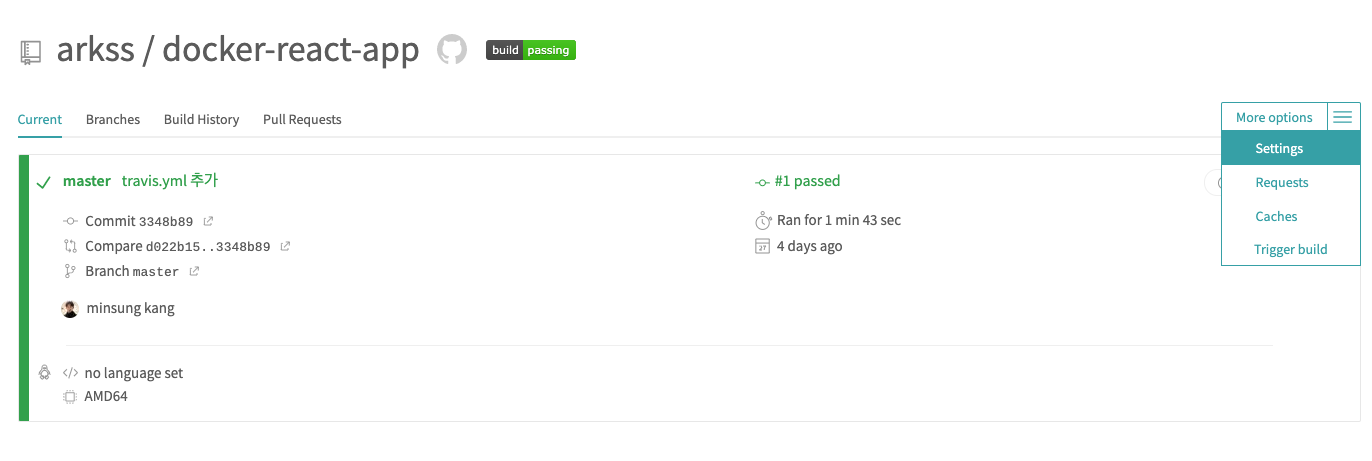 arkss / docker-react-app build passing
Current Branches Build History Pull Requests
More options
Settings
Requests
Caches
Trigger build
master travis.yml 추가
Commit 3348b89
Compare d022b15..3348b89
Branch master
minsung kang
#1 passed
Ran for 1 min 43 sec
27 4 days ago
</> no language set
AMD64